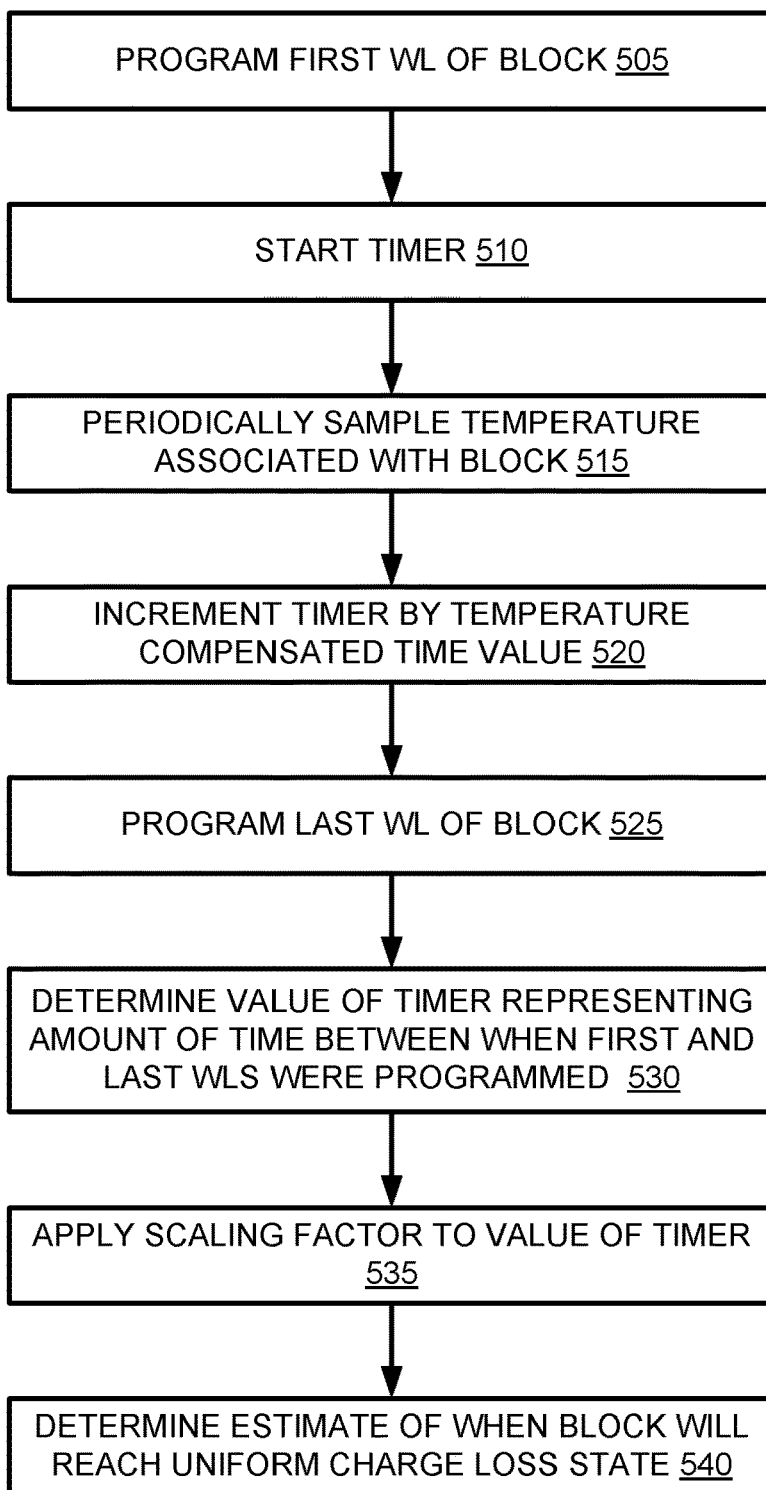 PROGRAM FIRST WL OF BLOCK 505
START TIMER 510
PERIODICALLY SAMPLE TEMPERATURE
ASSOCIATED WITH BLOCK 515
INCREMENT TIMER BY TEMPERATURE
COMPENSATED TIME VALUE 520
PROGRAM LAST WL OF BLOCK 525
DETERMINE VALUE OF TIMER REPRESENTING
AMOUNT OF TIME BETWEEN WHEN FIRST AND
LAST WLS WERE PROGRAMMED 530
APPLY SCALING FACTOR TO VALUE OF TIMER
535
DETERMINE ESTIMATE OF WHEN BLOCK WILL
REACH UNIFORM CHARGE LOSS STATE 540